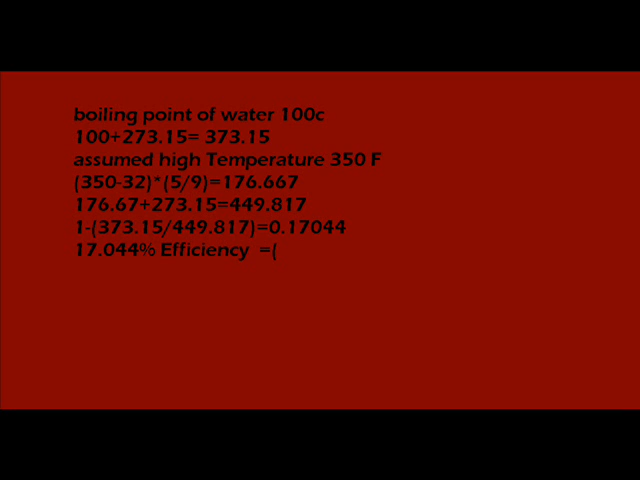 boiling point of water 100c
100+273.15= 373.15
assumed high Temperature 350 F
(350-32)*(5/9)=176.667
176.67+273.15=449.817
1-(373.15/449.817)=0.17044
17.044% Efficiency  =(